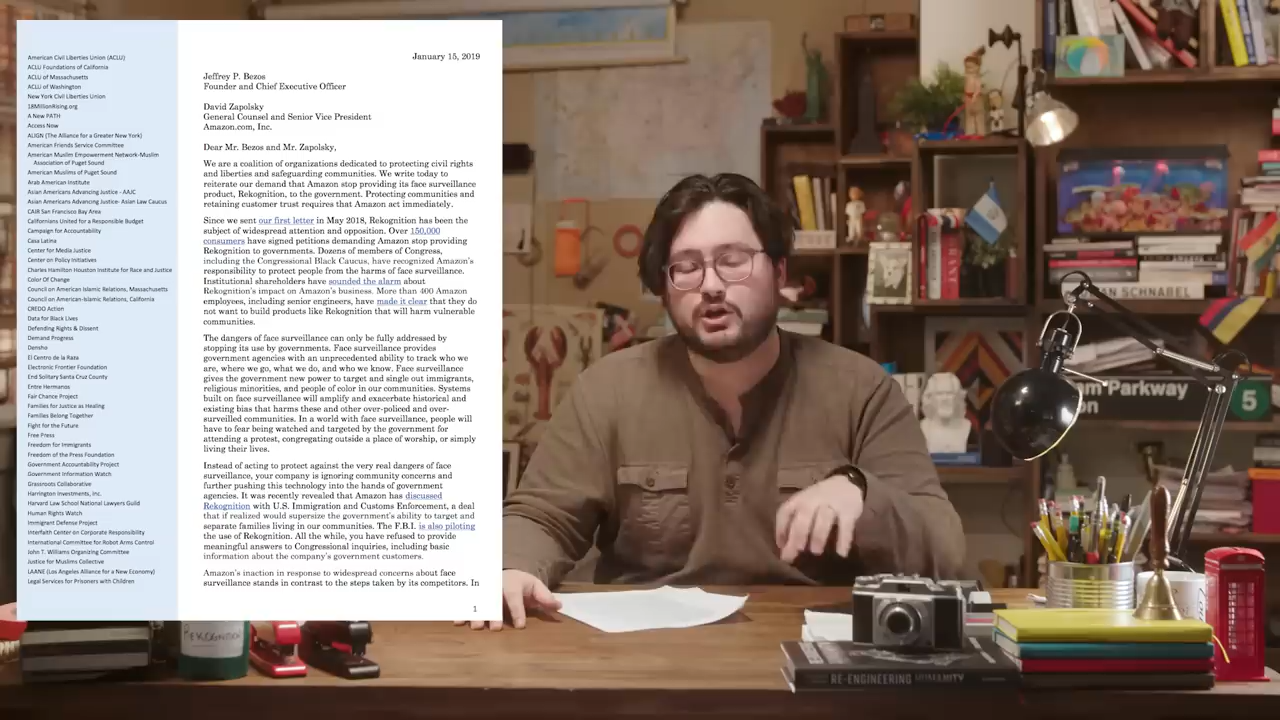 American Civil Liberties Union (ACLU)
ACLU Foundations of California
ACLU of Massachusetts
ACLU of Washington
New York Civil Liberties Union
18MillionRising.org
A New PATH
Access Now
ALIGN (The Alliance for a Greater New York)
American Friends Service Committee
American Muslim Empowerment Network-Muslim
Association of Puget Sound
American Muslims of Puget Sound
Arab American Institute
Asian Americans Advancing Justice - AAJC
Asian Americans Advancing Justice- Asian Law Caucus
CAIR San Francisco Bay Area
Californians United for a Responsible Budget
Campaign for Accountability
Casa Latina
Center for Media Justice
Center on Policy Initiatives
Charles Hamilton Houston Institute for Race and Justice
Color Of Change
Council on American Islamic Relations, Massachusetts
Council on American-Islamic Relations, California
CREDO Action
Data for Black Lives
Defending Rights & Dissent
Demand Progress
Densho
El Centro de la Raza
Electronic Frontier Foundation
End Solitary Santa Cruz County
Entre Hermanos
Fair Chance Project
Families for Justice as Healing
Families Belong Together
Fight for the Future
Free Press
Freedom for Immigrants
Freedom of the Press Foundation
Government Accountability Project
Government Information Watch
Grassroots Collaborative
Harrington Investments, Inc.
Harvard Law School National Lawyers Guild
Human Rights Watch
Immigrant Defense Project
Interfaith Center on Corporate Responsibility
International Committee for Robot Arms Control
John T. Williams Organizing Committee
Justice for Muslims Collective
LAANE (Los Angeles Alliance for a New Economy)
Legal Services for Prisoners with Children
January 15, 2019
Jeffrey P. Bezos
Founder and Chief Executive Officer
David Zapolsky
General Counsel and Senior Vice President
Amazon.com, Inc.
Dear Mr. Bezos and Mr. Zapolsky,
We are a coalition of organizations dedicated to protecting civil rights
and liberties and safeguarding communities. We write today to
reiterate our demand that Amazon stop providing its face surveillance
product, Rekognition, to the government. Protecting communities and
retaining customer trust requires that Amazon act immediately.
Since we sent our first letter in May 2018, Rekognition has been the
subject of widespread attention and opposition. Over 150,000
consumers have signed petitions demanding Amazon stop providing
Rekognition to governments. Dozens of members of Congress,
including the Congressional Black Caucus, have recognized Amazon's
responsibility to protect people from the harms of face surveillance.
Institutional shareholders have sounded the alarm about
Rekognition's impact on Amazon's business. More than 400 Amazon
employees, including senior engineers, have made it clear that they do
not want to build products like Rekognition that will harm vulnerable
communities.
The dangers of face surveillance can only be fully addressed by
stopping its use by governments. Face surveillance provides
government agencies with an unprecedented ability to track who we
are, where we go, what we do, and who we know. Face surveillance
gives the government new power to target and single out immigrants,
religious minorities, and people of color in our communities. Systems
built on face surveillance will amplify and exacerbate historical and
existing bias that harms these and other over-policed and over-
surveilled communities. In a world with face surveillance, people will
have to fear being watched and targeted by the government for
attending a protest, congregating outside a place of worship, or simply
living their lives.
Instead of acting to protect against the very real dangers of face
surveillance, your company is ignoring community concerns and
further pushing this technology into the hands of government
agencies. It was recently revealed that Amazon has discussed
Rekognition with U.S. Immigration and Customs Enforcement, a deal
that if realized would supersize the government's ability to target and
separate families living in our communities. The F.B.I. is also piloting
the use of Rekognition. All the while, you have refused to provide
meaningful answers to Congressional inquiries, including basic
information about the company's government customers.
Amazon's inaction in response to widespread concerns about face
surveillance stands in contrast to the steps taken by its competitors. In
1
AN SCHNABEL
m Parkway
on
5
REKOGNITION
RE-ENGINEERING HUMANITY